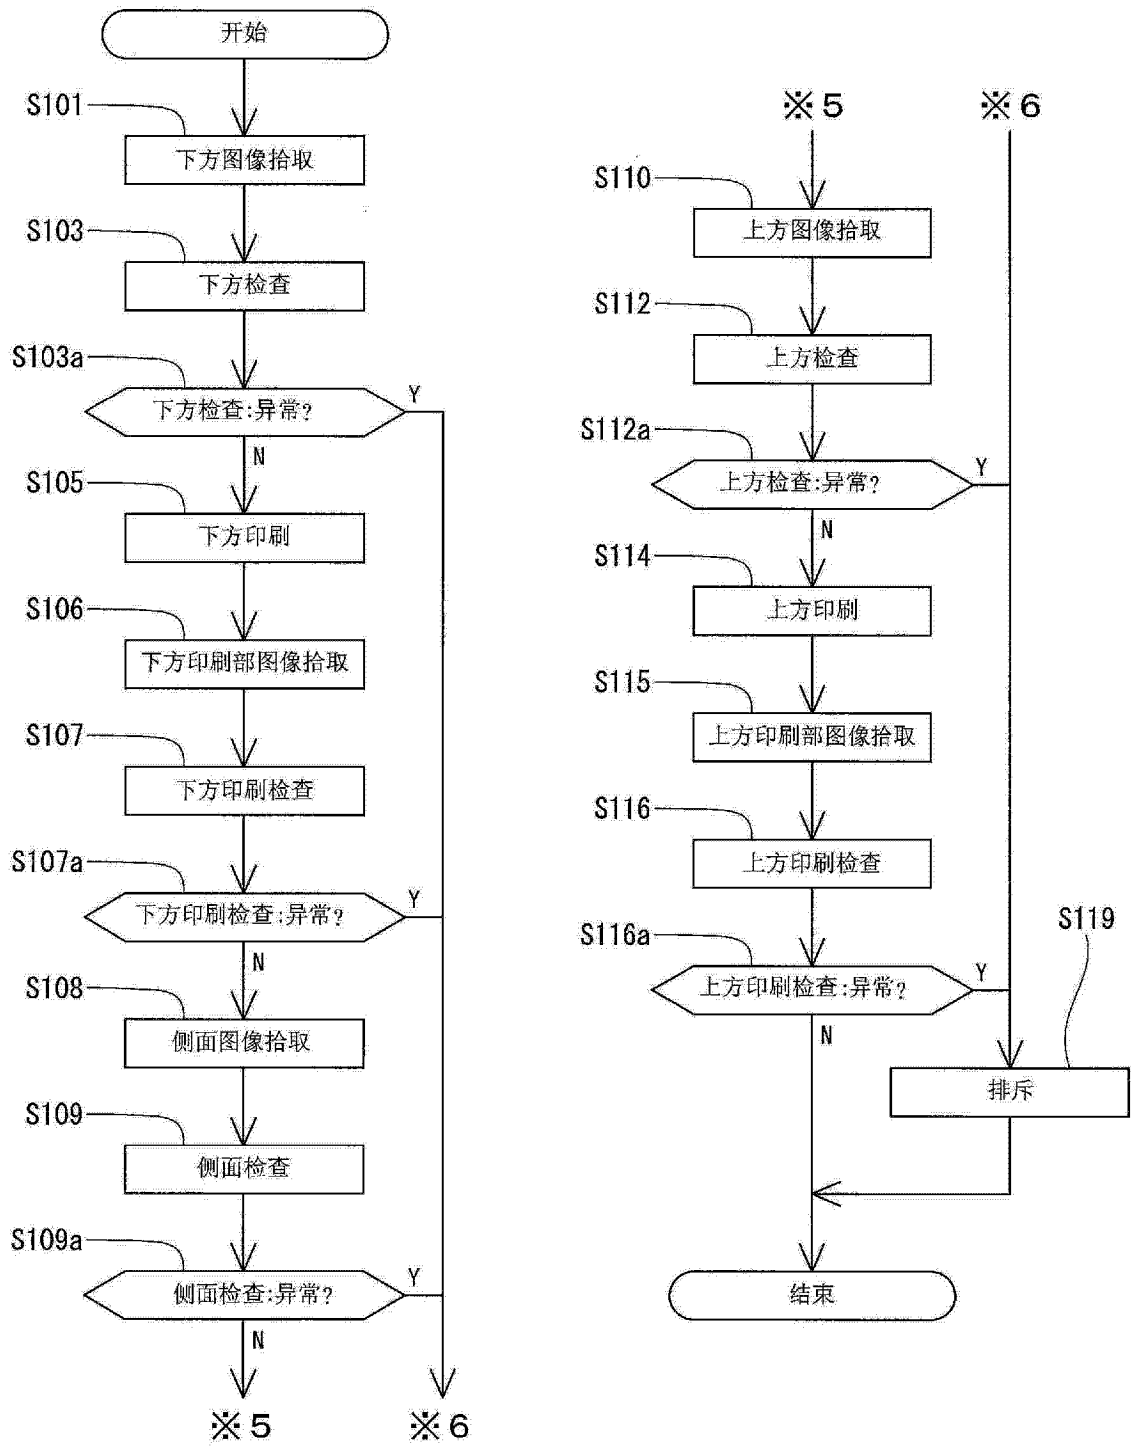 开始
S101
下方图像拾取
S103
下方检查
S103a
下方检查:异常?
Y
N
S105
下方印刷
S106
下方印刷部图像拾取
S107
下方印刷检查
S107a
下方印刷检查:异常?
Y
N
S108
侧面图像拾取
S109
侧面检查
S109a
侧面检查:异常?
Y
N
※5
※6
※5
※6
S110
上方图像拾取
S112
上方检查
S112a
上方检查:异常?
Y
N
S114
上方印刷
S115
上方印刷部图像拾取
S116
上方印刷检查
S116a
上方印刷检查:异常?
Y
N
S119
排斥
结束